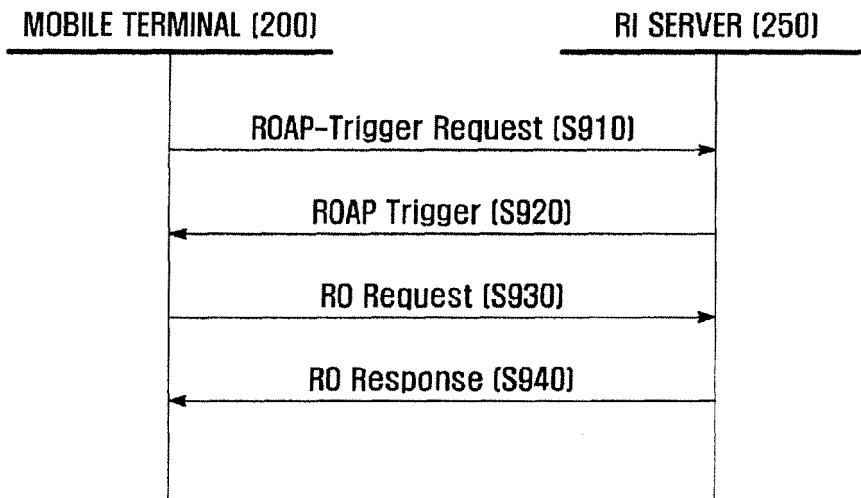 MOBILE TERMINAL (200)
RI SERVER (250)
ROAP-Trigger Request (S910)
ROAP Trigger (S920)
RO Request (S930)
RO Response (S940)